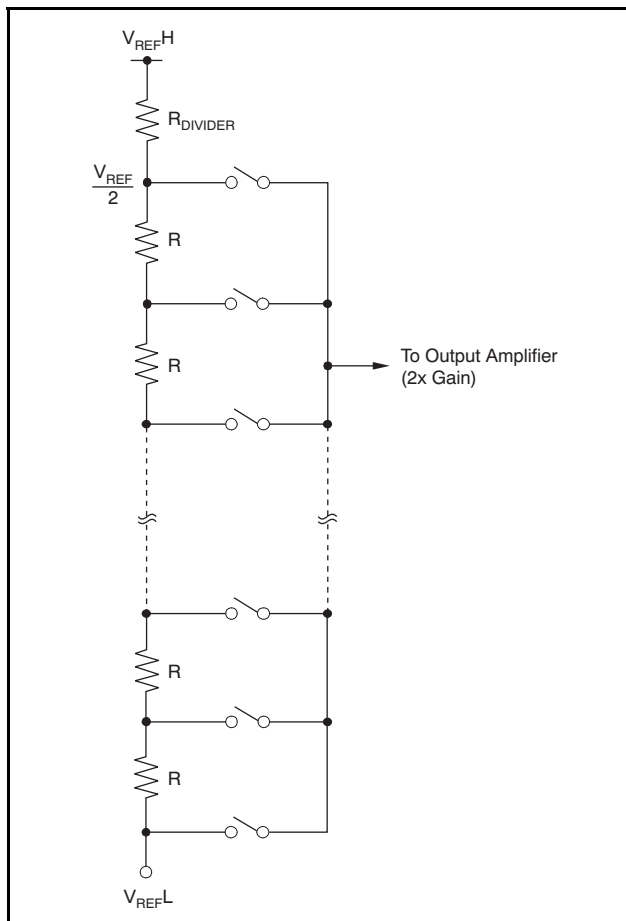 VREFH
RDIVIDER
VREF
2
R
R
To Output Amplifier
(2x Gain)
R
R
VREFL